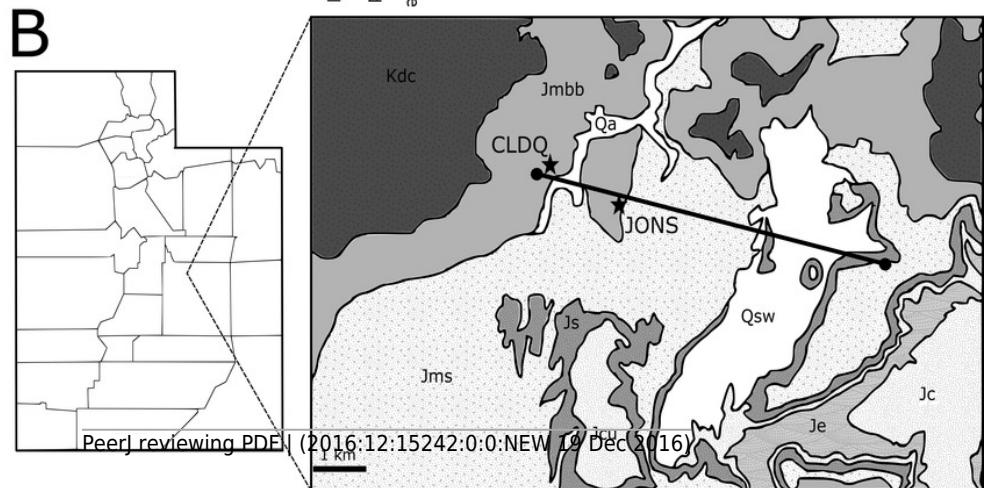 B
Kdc
Jmbb
Qa
CLDQ
JONS
Qsw
Js
Jms
Jc
Je
Jcu
PeerJ reviewing PDF | (2016:12:15242:0:0:NEW 19 Dec 2016)
1 km